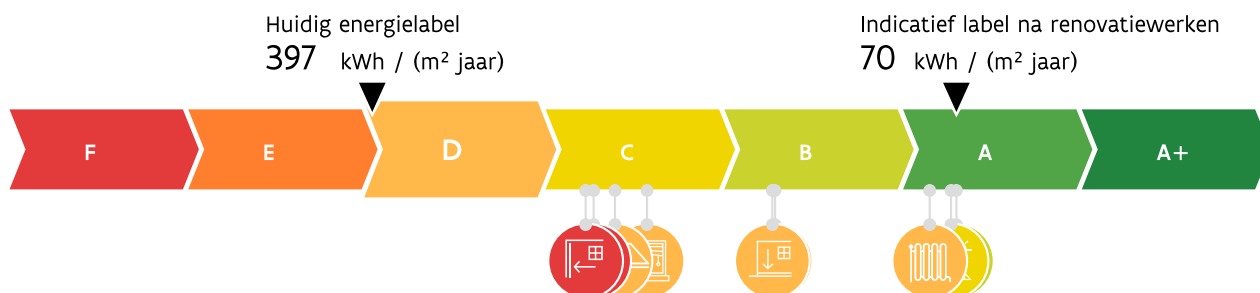 Huidig energielabel
397 kWh / (m² jaar)
Indicatief label na renovatiewerken
70 kWh / (m² jaar)
F E D C B A A+